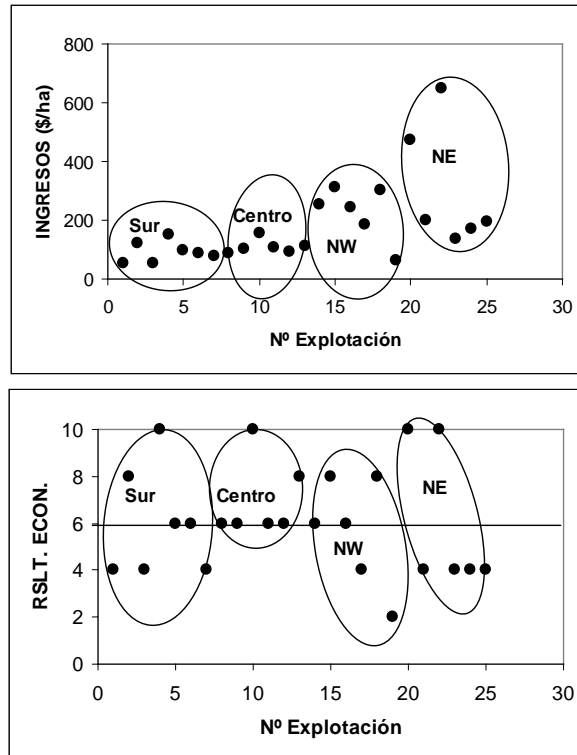 INGRESOS ($/ha)
800
600
400
200
0
Sur
Centro
NW
NE
0 5 10 15 20 25 30
Nº Explotación
RSLT. ECON.
10
8
6
4
2
0
Sur
Centro
NW
NE
0 5 10 15 20 25 30
Nº Explotación